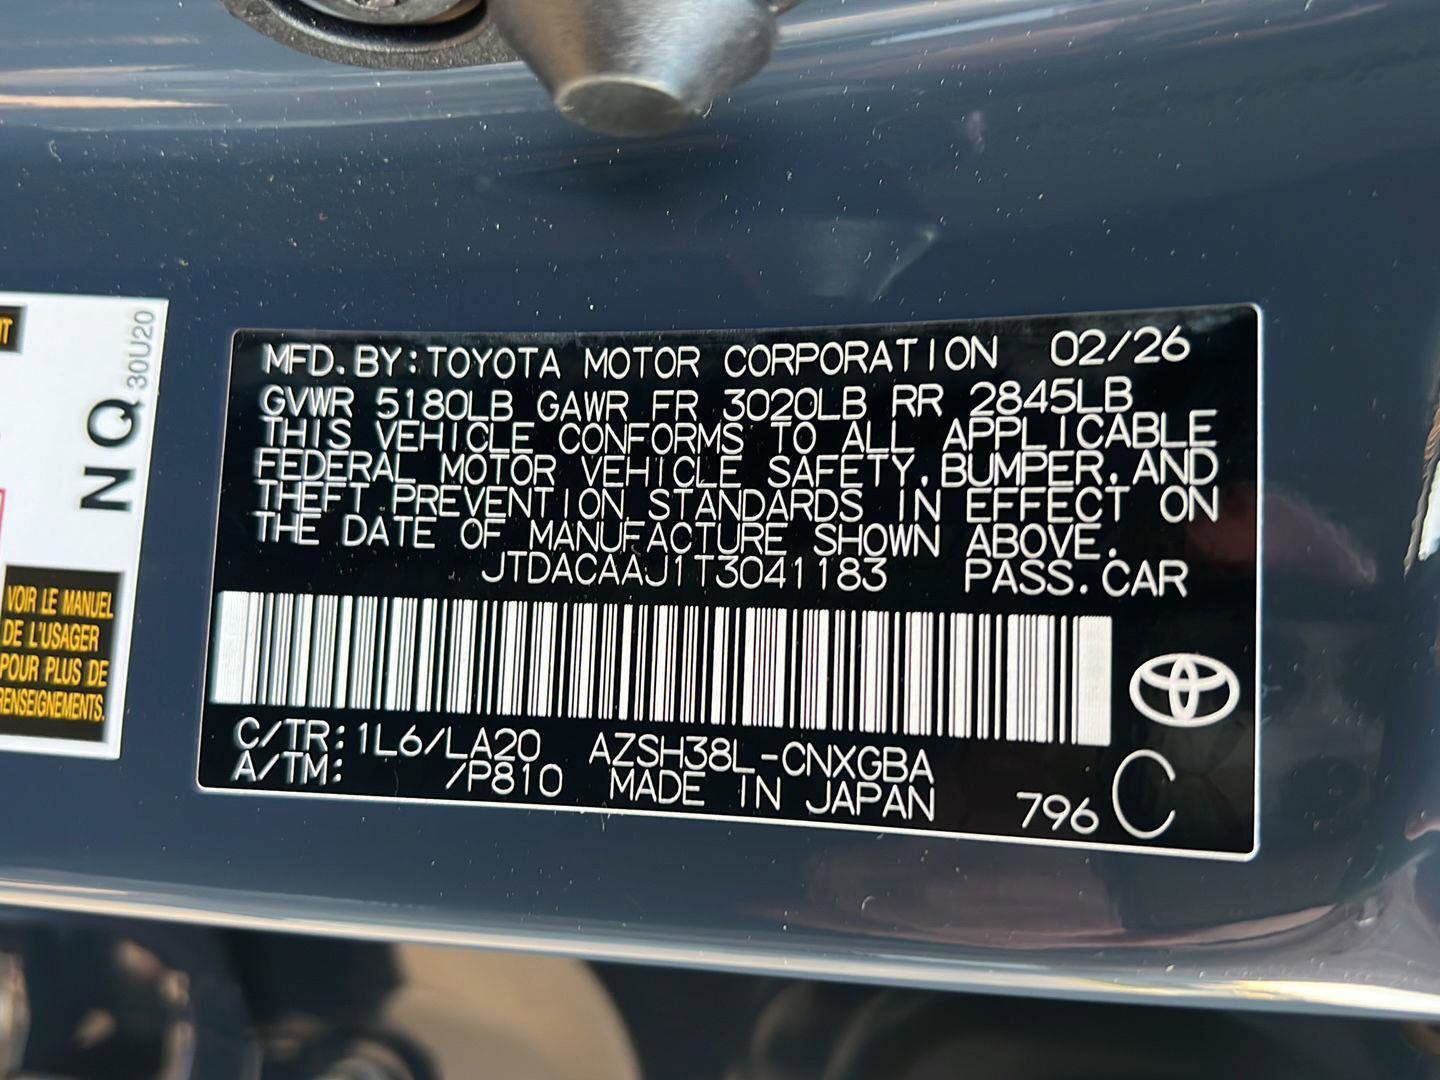 NT
30U20
NQ
VOIR LE MANUEL
DE L'USAGER
POUR PLUS DE
RENSEIGNEMENTS.
MFD.BY:TOYOTA MOTOR CORPORATION 02/26
GVWR 5180LB GAWR FR 3020LB RR 2845LB
THIS VEHICLE CONFORMS TO ALL APPLICABLE
FEDERAL MOTOR VEHICLE SAFETY,BUMPER,AND
THEFT PREVENTION STANDARDS IN EFFECT ON
THE DATE OF MANUFACTURE SHOWN ABOVE.
JTDACAAJ1T3041183 PASS.CAR
C/TR:1L6/LA20 AZSH38L-CNXGBA
A/TM: /P810 MADE IN JAPAN 796 C